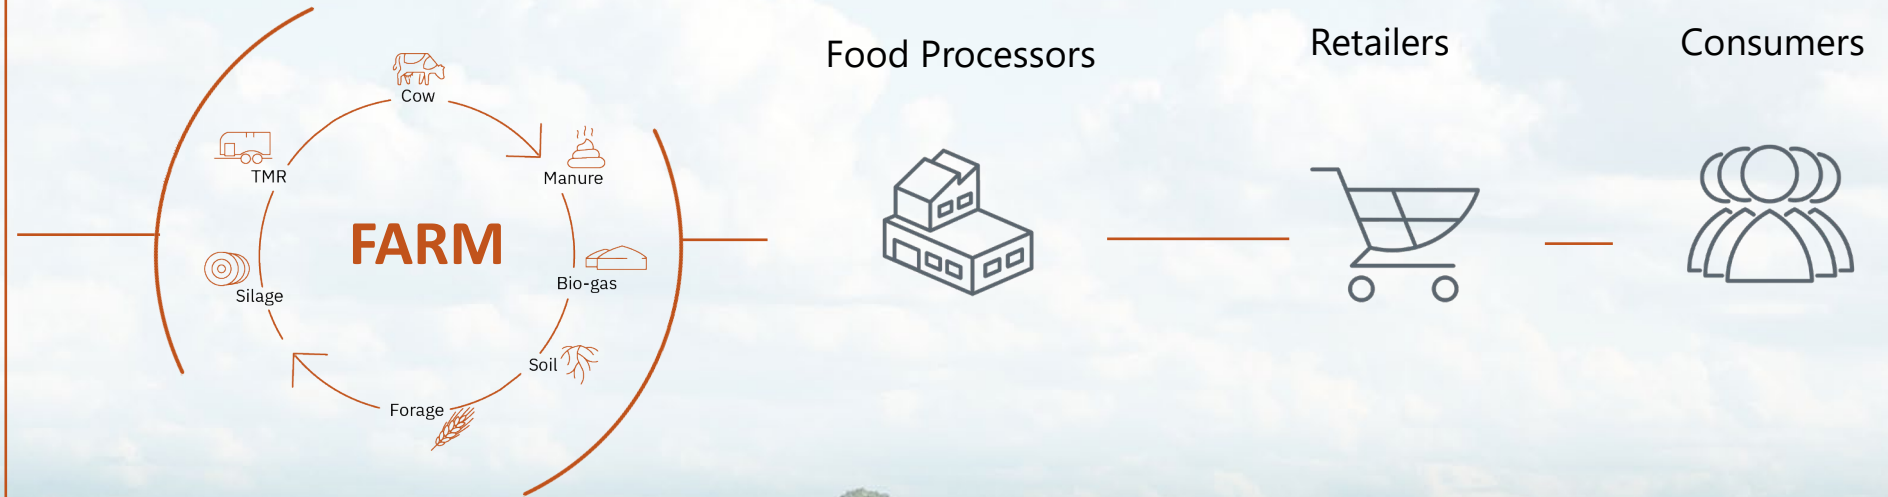 Food Processors
Retailers
Consumers
Cow
TMR
Manure
FARM
Silage
Bio-gas
Soil
Forage